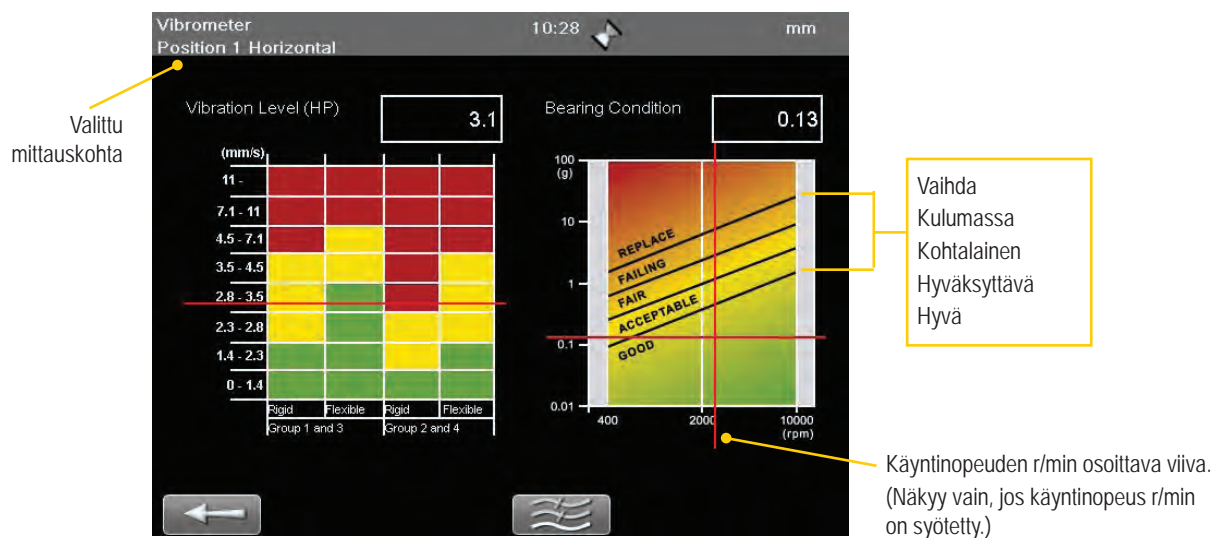 Vibrometer
Position 1 Horizontal
10:28
mm
Valittu
mittauskohta
Vibration Level (HP)
3.1
(mm/s)
11 -
7.1 - 11
4.5 - 7.1
3.5 - 4.5
2.8 - 3.5
2.3 - 2.8
1.4 - 2.3
0 - 1.4
Rigid Flexible Rigid Flexible
Group 1 and 3 Group 2 and 4
Bearing Condition
0.13
100
(g)
10
1
0.1
0.01
REPLACE
FAILING
FAIR
ACCEPTABLE
GOOD
400 2000 10000
(rpm)
Vaihda
Kulumassa
Kohtalainen
Hyväksyttävä
Hyvä
Käyntinopeuden r/min osoittava viiva.
(Näkyy vain, jos käyntinopeus r/min
on syötetty.)